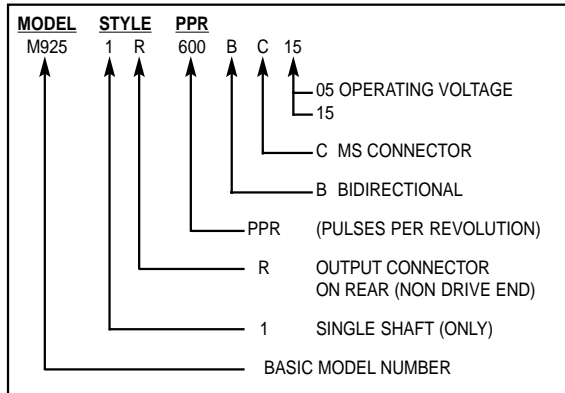 MODEL STYLE PPR
M925 1 R 600 B C 15
05 OPERATING VOLTAGE
15
C MS CONNECTOR
B BIDIRECTIONAL
PPR (PULSES PER REVOLUTION)
R OUTPUT CONNECTOR
ON REAR (NON DRIVE END)
1 SINGLE SHAFT (ONLY)
BASIC MODEL NUMBER